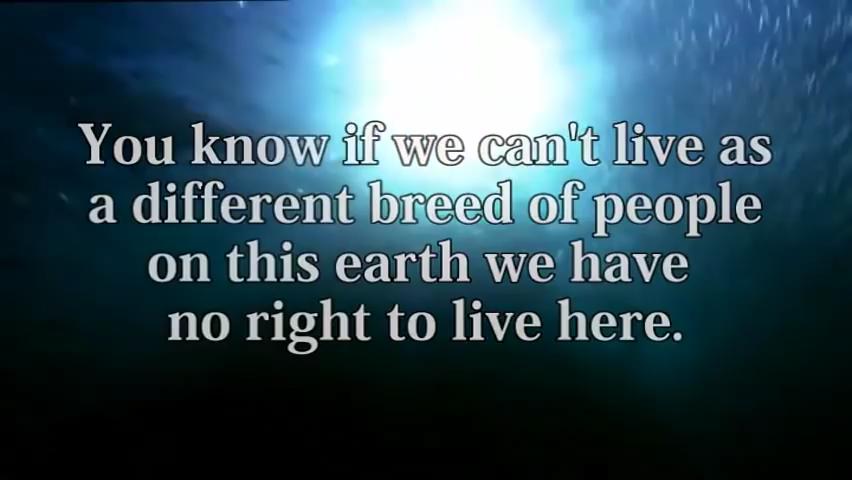 You know if we can't live as
a different breed of people
on this earth we have
no right to live here.